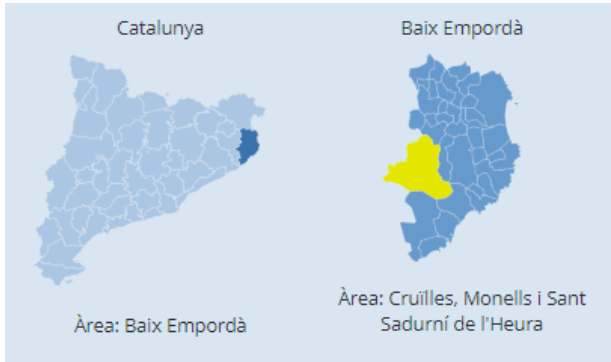 Catalunya
Baix Empordà
Àrea: Baix Empordà
Àrea: Cruïlles, Monells i Sant
Sadurní de l'Heura